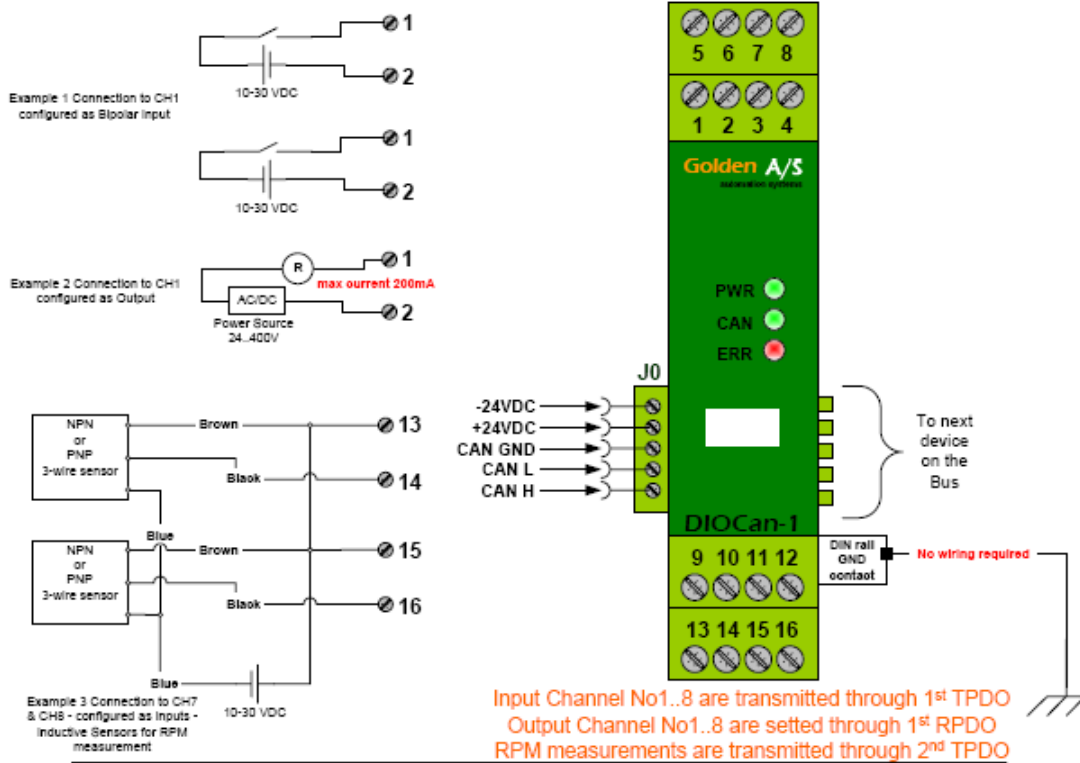 1
2
10-30 VDC
Example 1 Connection to CH1
configured as Bipolar Input
1
2
10-30 VDC
Example 2 Connection to CH1
configured as Output
R
1
max current 200mA
AC/DC
2
Power Source
24..400V
NPN
or
PNP
3-wire sensor
Brown
13
Black
14
Blue
NPN
or
PNP
3-wire sensor
Brown
15
Black
16
Blue
10-30 VDC
Example 3 Connection to CH7
& CH8 - configured as Inputs -
Inductive Sensors for RPM
measurement
5 6 7 8
1 2 3 4
Golden A/S
automation systems
PWR
CAN
ERR
J0
-24VDC
+24VDC
CAN GND
CAN L
CAN H
To next
device
on the
Bus
DIOCan-1
9 10 11 12
13 14 15 16
DIN rail
GND
contact
No wiring required
Input Channel No1..8 are transmitted through 1st TPDO
Output Channel No1..8 are setted through 1st RPDO
RPM measurements are transmitted through 2nd TPDO